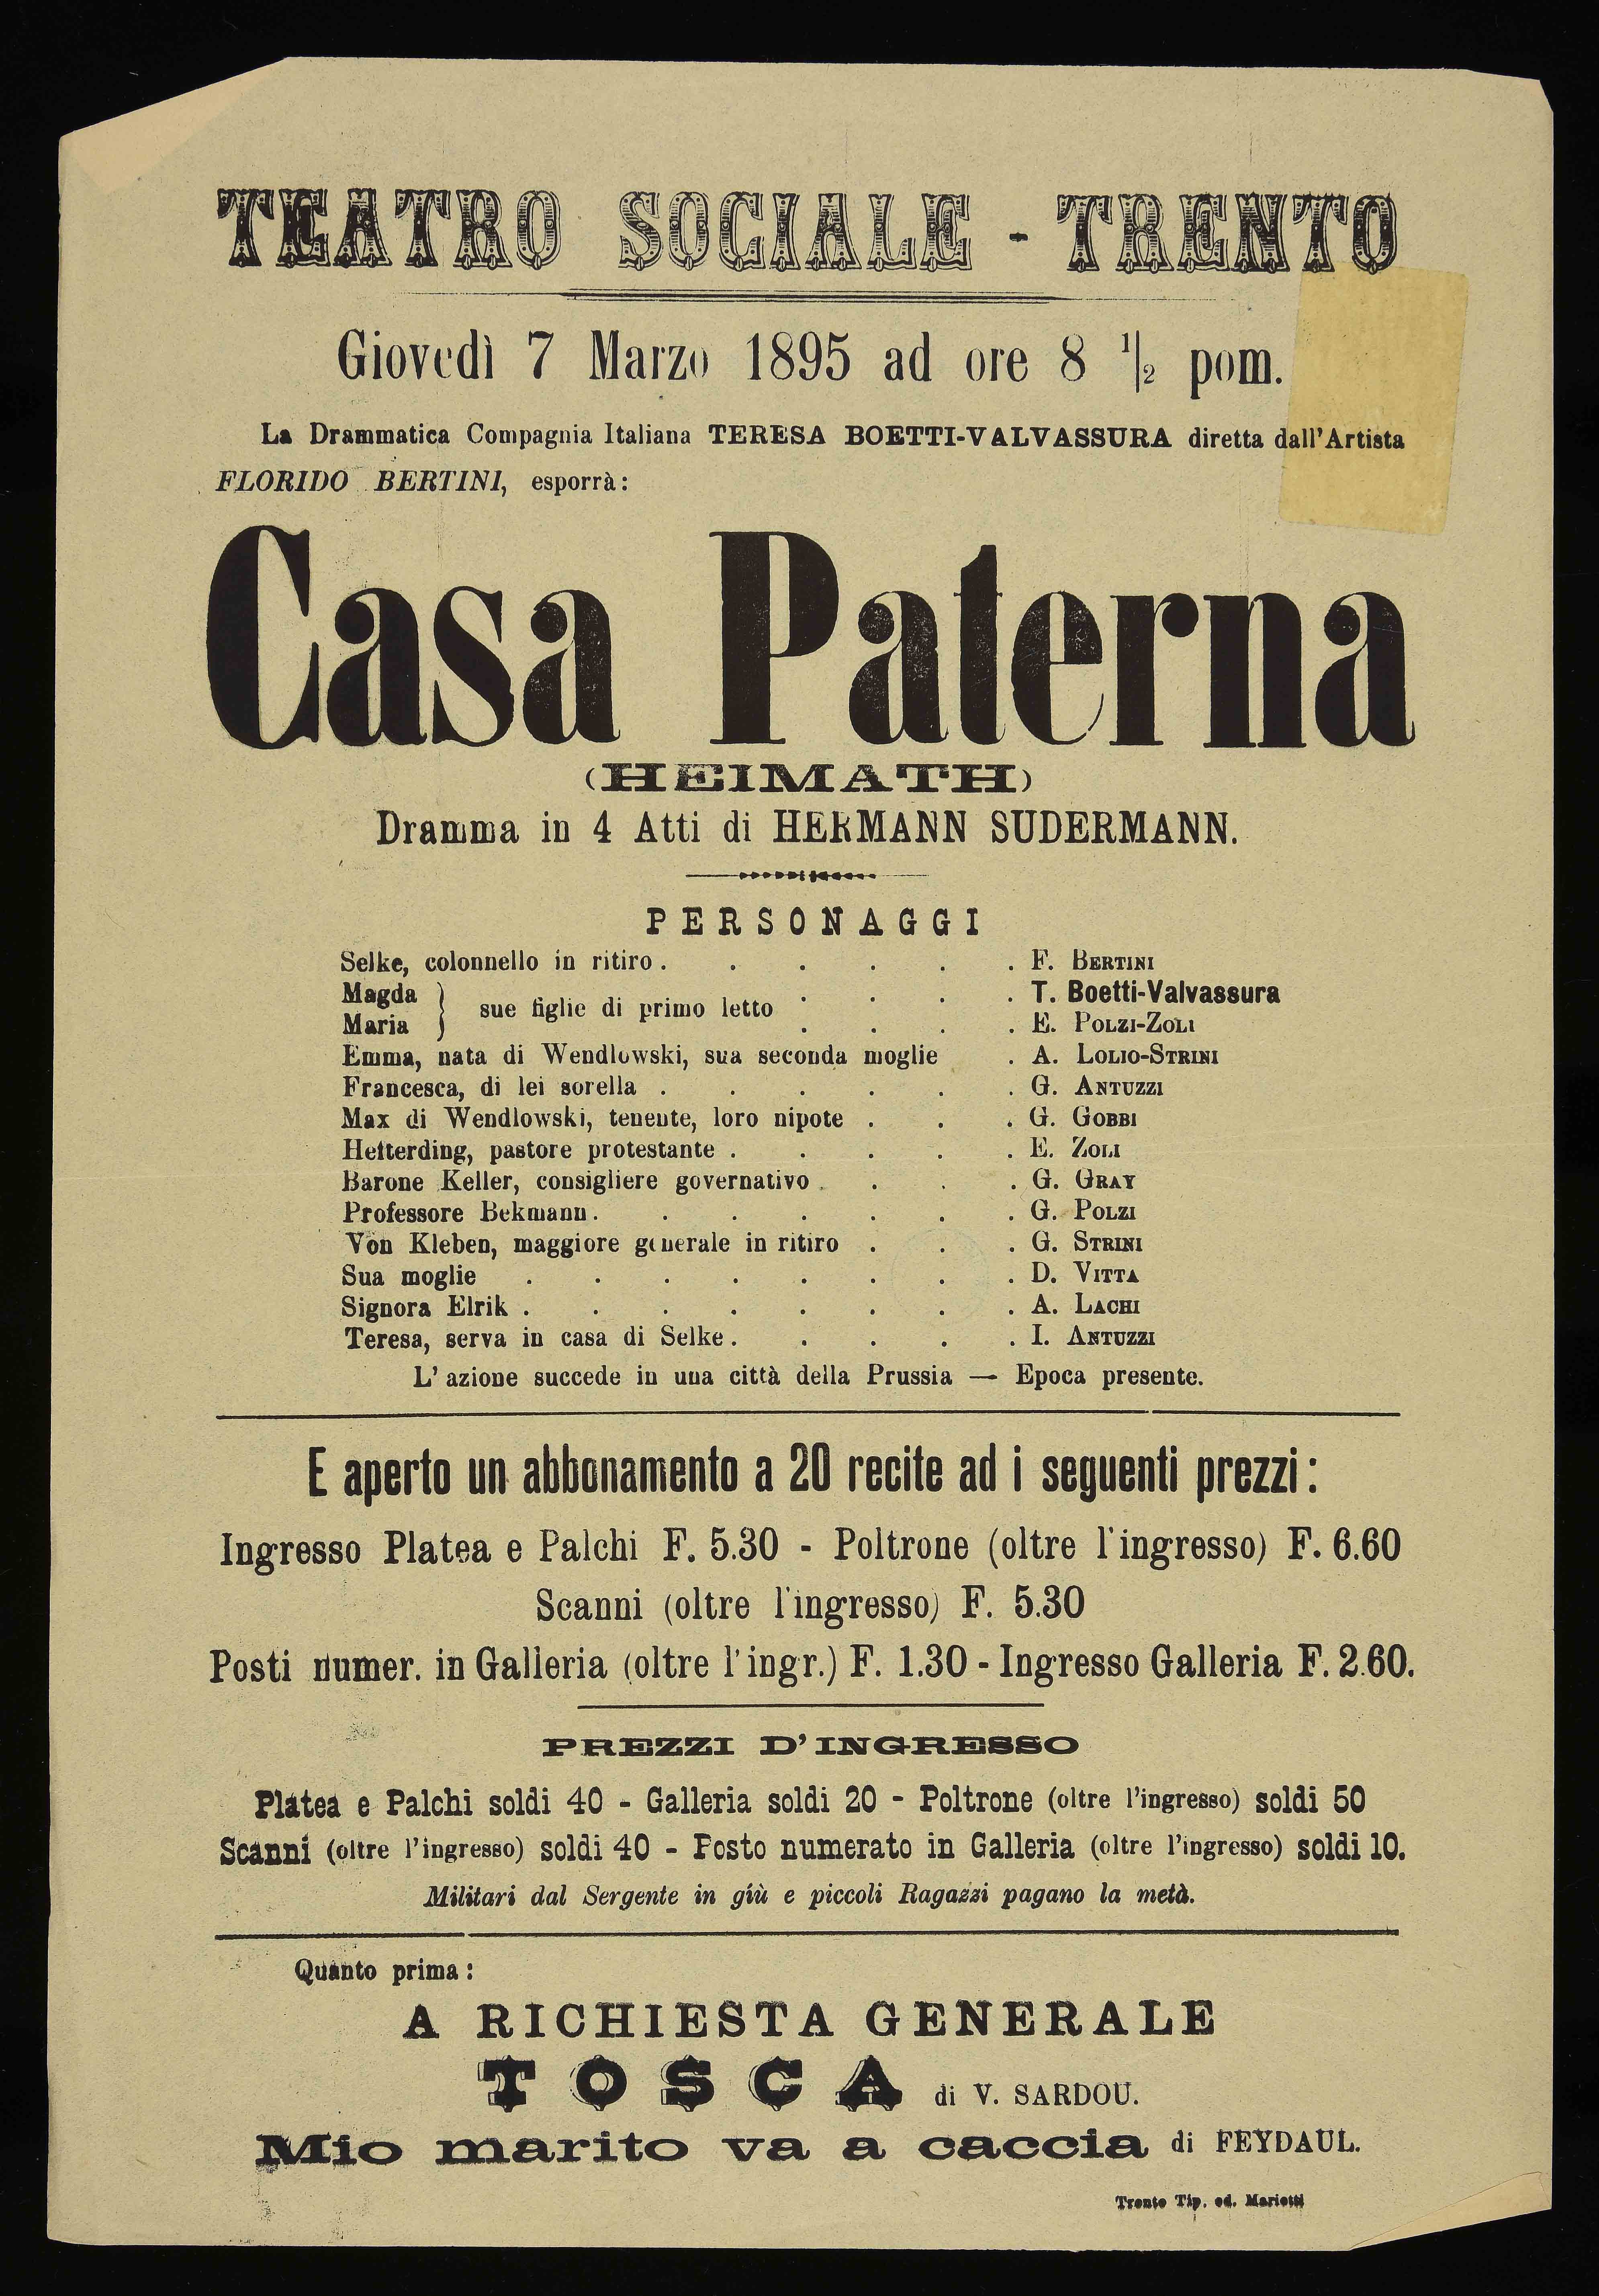 TEATRO SOCIALE - TRENTO
Giovedì 7 Marzo 1895 ad ore 8 1/2 pom.
La Drammatica Compagnia Italiana TERESA BOETTI-VALVASSURA diretta dall'Artista
FLORIDO BERTINI, esporrà:
Casa Paterna
(HEIMATH)
Dramma in 4 Atti di HERMANN SUDERMANN.
PERSONAGGI
Selke, colonnello in ritiro . . . . . . F. BERTINI
Magda } sue figlie di primo letto . . . . T. Boetti-Valvassura
Maria } . . . . E. POLZI-ZOLI
Emma, nata di Wendlowski, sua seconda moglie . A. LOLIO-STRINI
Francesca, di lei sorella . . . . . . G. ANTUZZI
Max di Wendlowski, tenente, loro nipote . . . G. GOBBI
Hefterding, pastore protestante . . . . . E. ZOLI
Barone Keller, consigliere governativo . . . . G. GRAY
Professore Bekmann . . . . . . . G. POLZI
Von Kleben, maggiore generale in ritiro . . . G. STRINI
Sua moglie . . . . . . . . D. VITTA
Signora Elrik . . . . . . . . A. LACHI
Teresa, serva in casa di Selke . . . . . I. ANTUZZI
L'azione succede in una città della Prussia — Epoca presente.
E aperto un abbonamento a 20 recite ad i seguenti prezzi:
Ingresso Platea e Palchi F. 5.30 - Poltrone (oltre l'ingresso) F. 6.60
Scanni (oltre l'ingresso) F. 5.30
Posti numer. in Galleria (oltre l'ingr.) F. 1.30 - Ingresso Galleria F. 2.60.
PREZZI D'INGRESSO
Platea e Palchi soldi 40 - Galleria soldi 20 - Poltrone (oltre l'ingresso) soldi 50
Scanni (oltre l'ingresso) soldi 40 - Posto numerato in Galleria (oltre l'ingresso) soldi 10.
Militari dal Sergente in giù e piccoli Ragazzi pagano la metà.
Quanto prima:
A RICHIESTA GENERALE
TOSCA di V. SARDOU.
Mio marito va a caccia di FEYDAUL.
Trento Tip. ed. Marietti